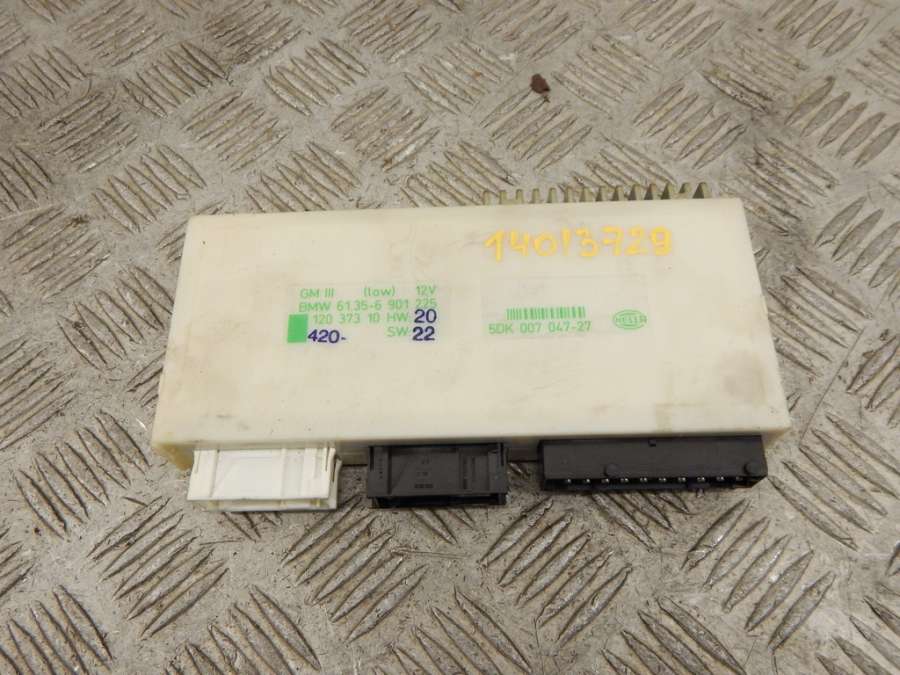 14013729
GM III (low) 12V
BMW 61.35-6 901 225
120 373 10 HW 20
420- SW 22
5DK 007 047-27
HELLA